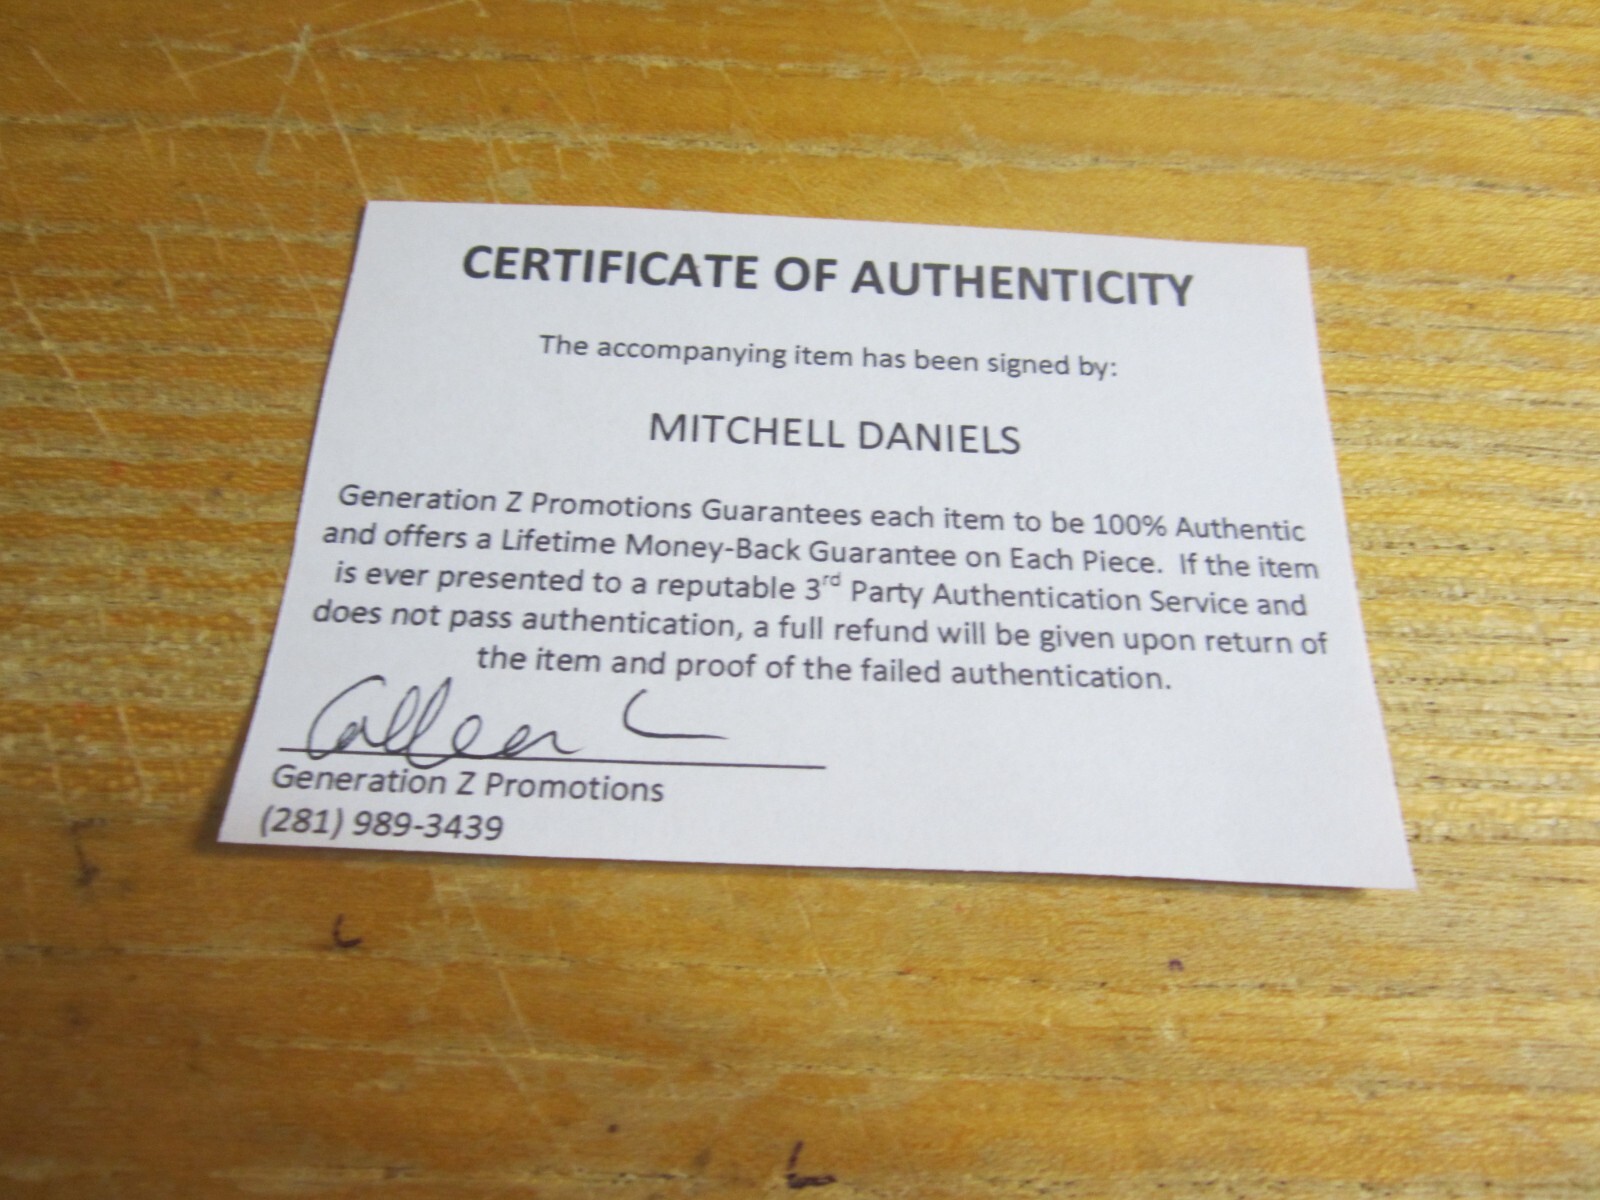 CERTIFICATE OF AUTHENTICITY
The accompanying item has been signed by:
MITCHELL DANIELS
Generation Z Promotions Guarantees each item to be 100% Authentic
and offers a Lifetime Money-Back Guarantee on Each Piece. If the item
is ever presented to a reputable 3rd Party Authentication Service and
does not pass authentication, a full refund will be given upon return of
the item and proof of the failed authentication.
Colleen C
Generation Z Promotions
(281) 989-3439